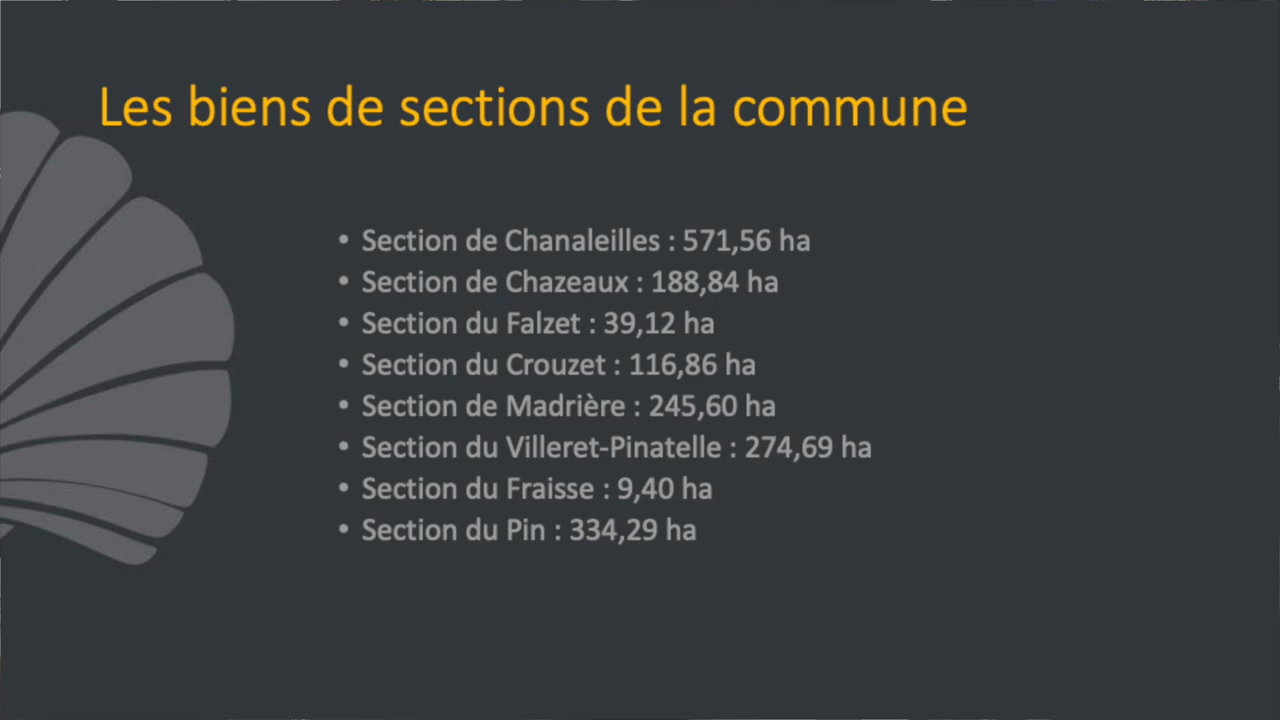 Les biens de sections de la commune
• Section de Chanaleilles : 571,56 ha
• Section de Chazeaux : 188,84 ha
• Section du Falzet : 39,12 ha
• Section du Crouzet : 116,86 ha
• Section de Madrière : 245,60 ha
• Section du Villeret-Pinatelle : 274,69 ha
• Section du Fraisse : 9,40 ha
• Section du Pin : 334,29 ha